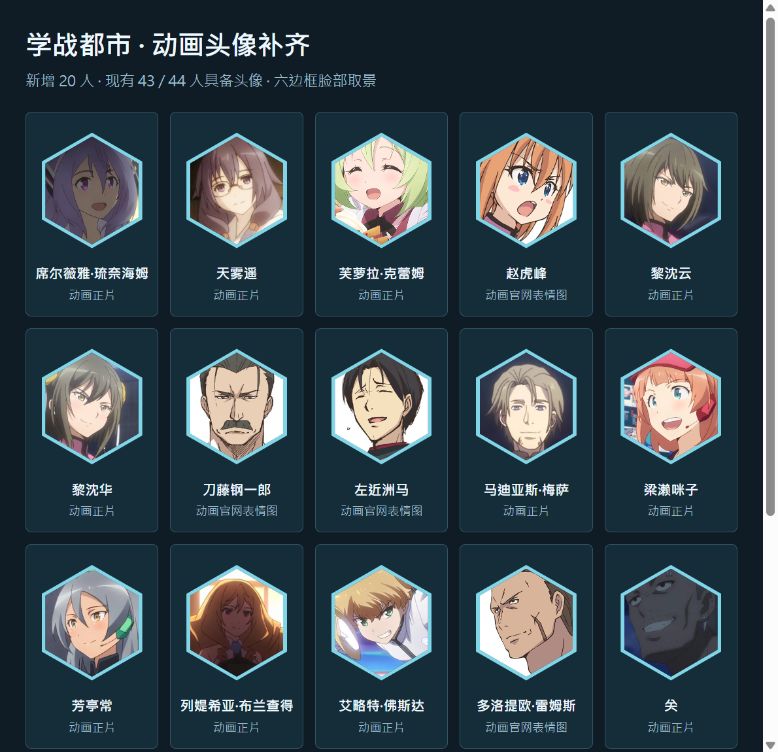 学战都市 · 动画头像补齐
新增 20 人 · 现有 43 / 44 人具备头像 · 六边框脸部取景
席尔薇雅·琉奈海姆
动画正片
天雾遥
动画正片
芙萝拉·克蕾姆
动画正片
赵虎峰
动画官网表情图
黎沈云
动画正片
黎沈华
动画正片
刀藤钢一郎
动画官网表情图
左近洲马
动画官网表情图
马迪亚斯·梅萨
动画正片
梁濑咪子
动画正片
芳亭常
动画正片
列媞希亚·布兰查得
动画正片
艾略特·佛斯达
动画正片
多洛提欧·雷姆斯
动画官网表情图
关
动画正片